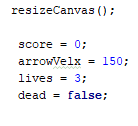 resizeCanvas();
score = 0;
arrowVelx = 150;
lives = 3;
dead = false;